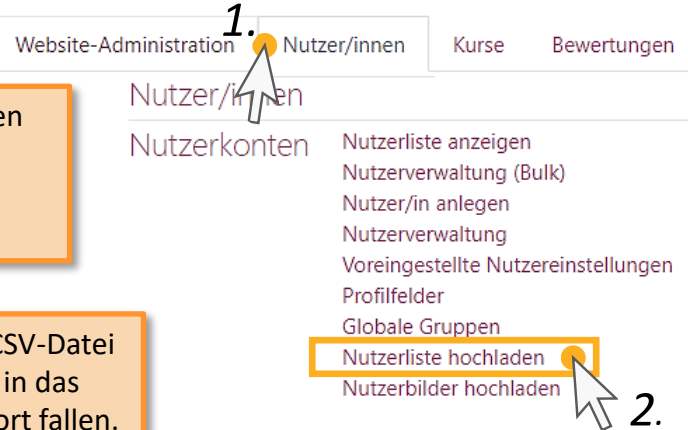 1.
Website-Administration Nutzer/innen Kurse Bewertungen
Nutzer/innen
en
Nutzerkonten
Nutzerliste anzeigen
Nutzerverwaltung (Bulk)
Nutzer/in anlegen
Nutzerverwaltung
Voreingestellte Nutzereinstellungen
Profilfelder
Globale Gruppen
Nutzerliste hochladen
Nutzerbilder hochladen
2.
CSV-Datei
in das
ort fallen.